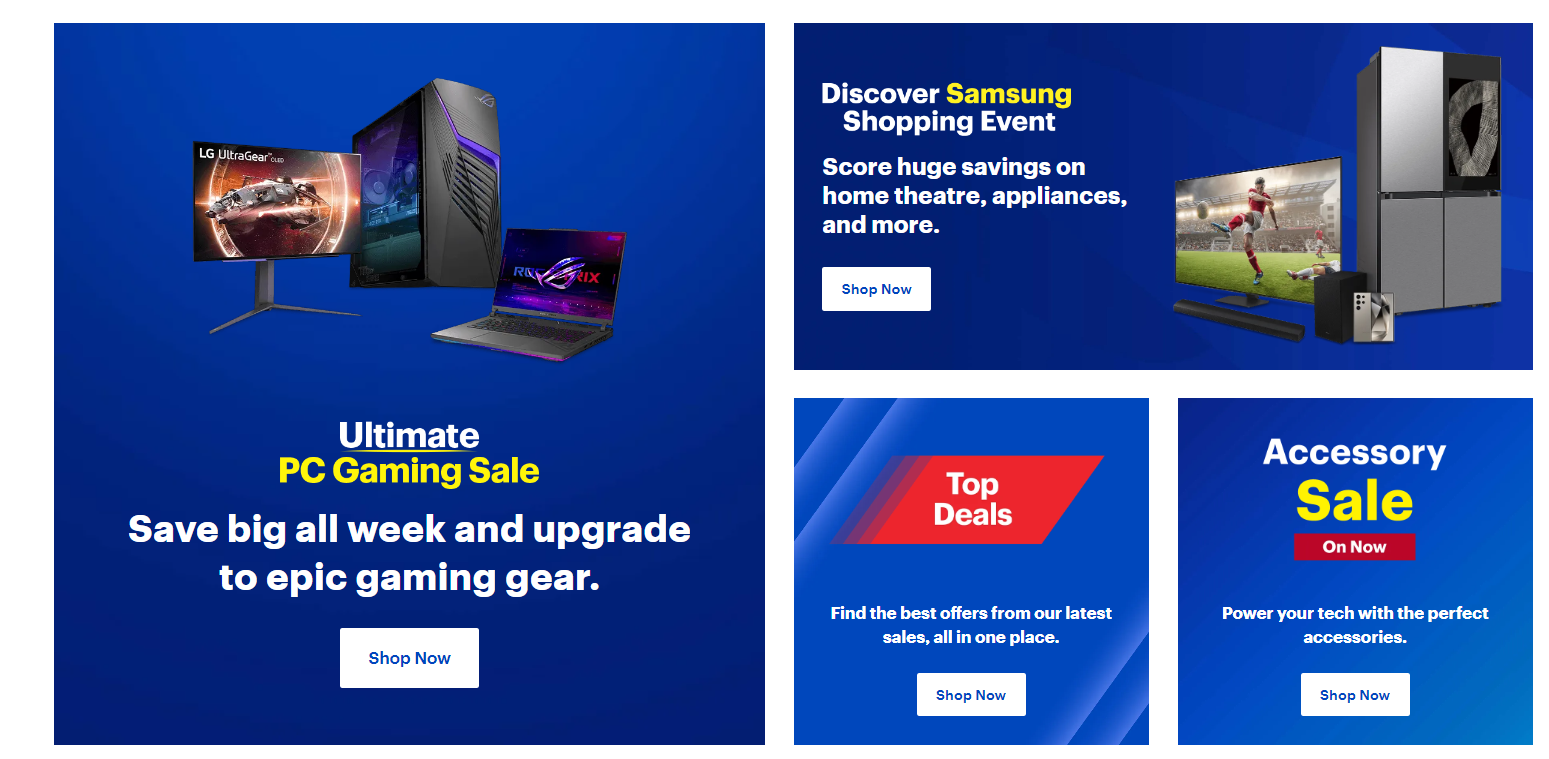 LG UltraGear™ OLED
Ultimate
PC Gaming Sale
Save big all week and upgrade
to epic gaming gear.
Shop Now
Discover Samsung
Shopping Event
Score huge savings on
home theatre, appliances,
and more.
Shop Now
Top
Deals
Find the best offers from our latest
sales, all in one place.
Shop Now
Accessory
Sale
On Now
Power your tech with the perfect
accessories.
Shop Now